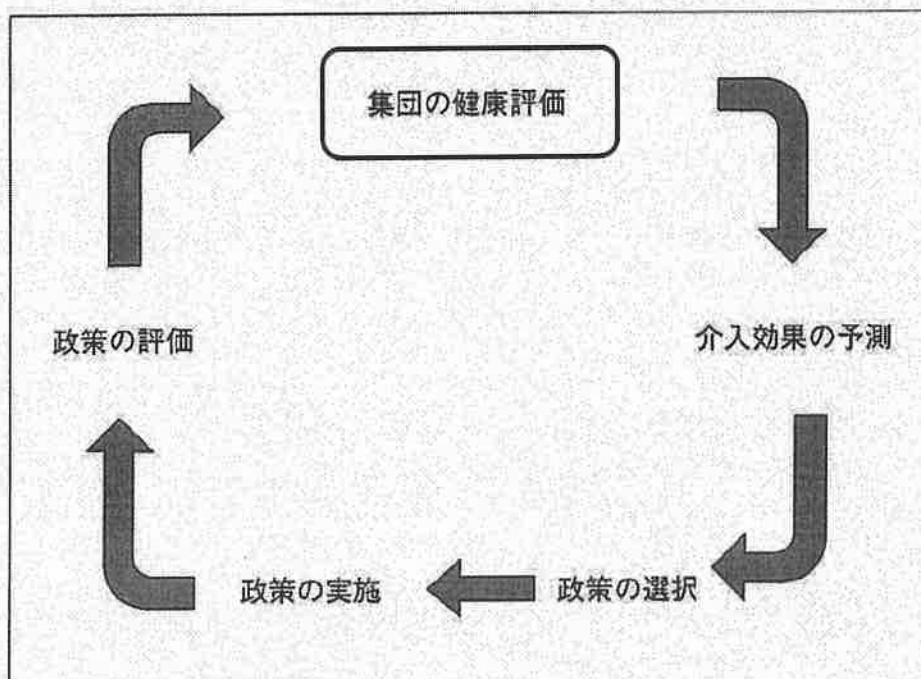 集団の健康評価
介入効果の予測
政策の選択
政策の実施
政策の評価